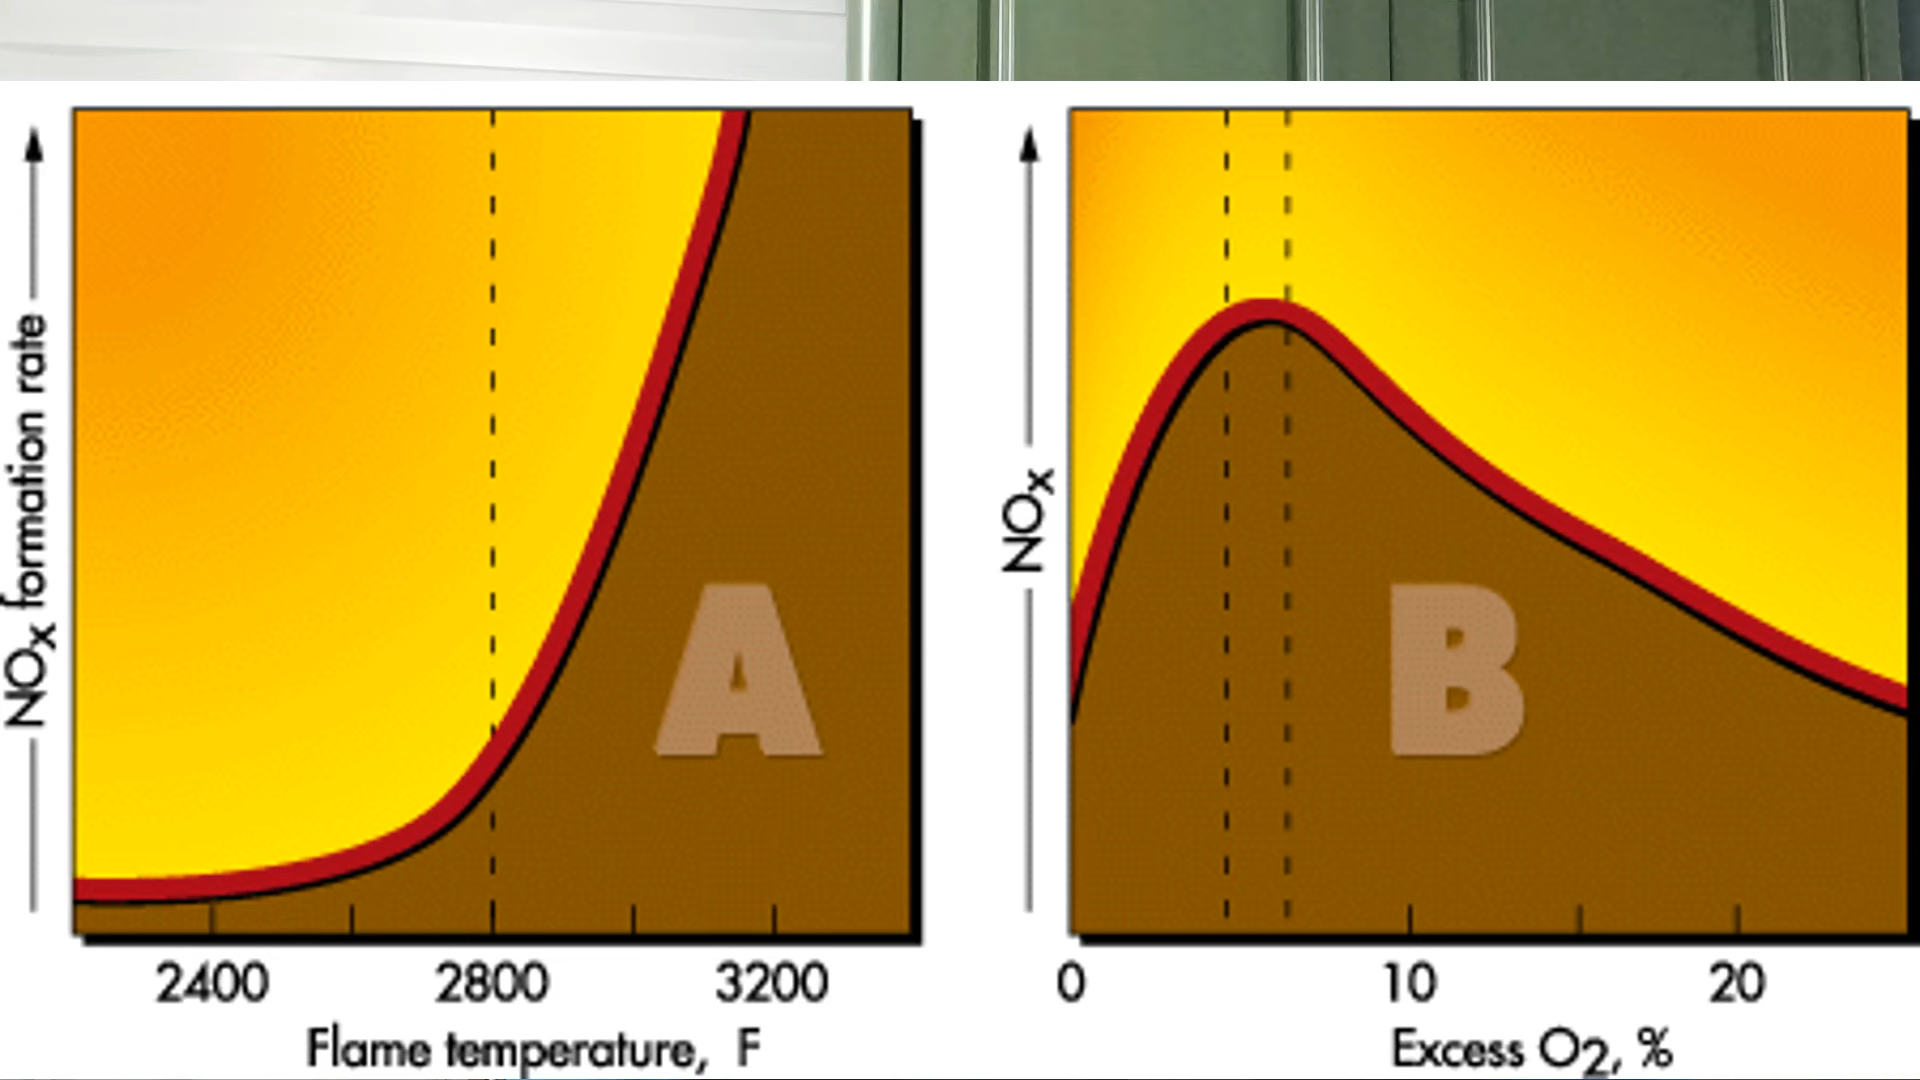 NOx formation rate
A
2400 2800 3200
Flame temperature, F
NOx
B
0 10 20
Excess O2, %